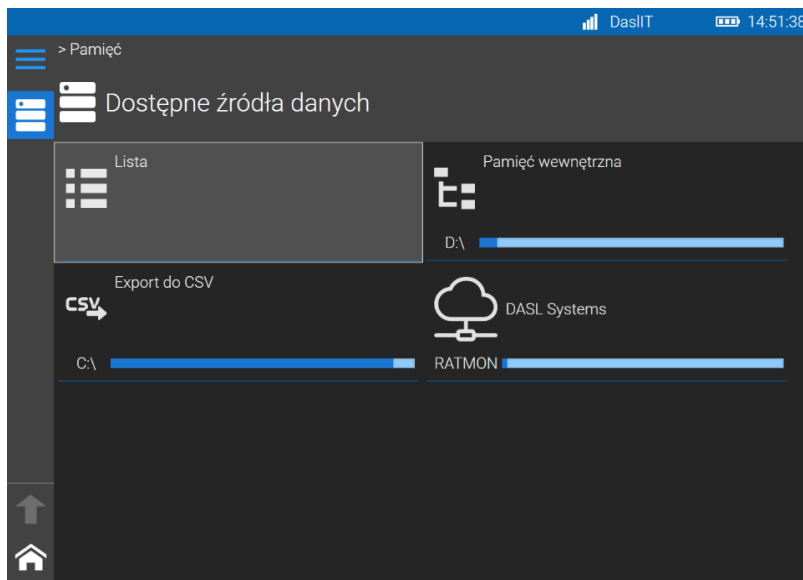 DaslIT 14:51:38
> Pamięć
Dostępne źródła danych
Lista
Pamięć wewnętrzna
D:\
Export do CSV
CSV
DASL Systems
C:\
RATMON